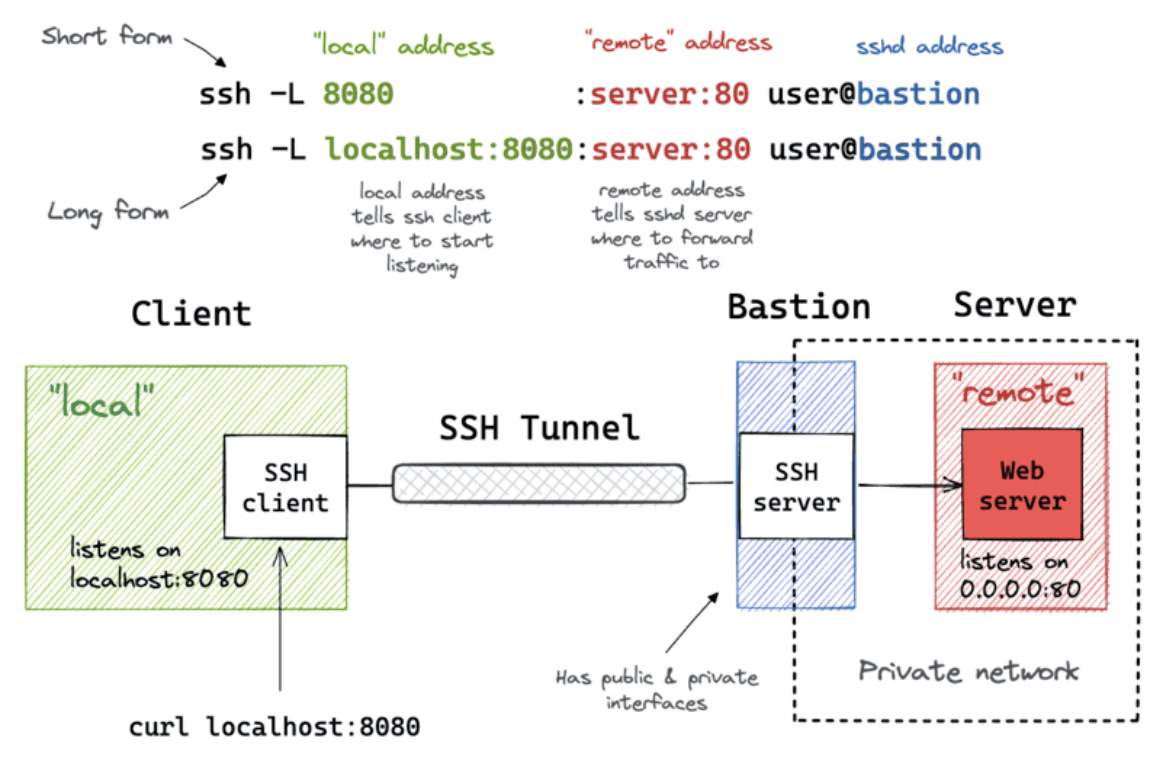 Short form
"local" address
"remote" address
sshd address
ssh -L 8080 :server:80 user@bastion
ssh -L localhost:8080:server:80 user@bastion
Long form
local address
tells ssh client
where to start
listening
remote address
tells sshd server
where to forward
traffic to
Client
Bastion
Server
"local"
SSH
client
listens on
localhost:8080
SSH Tunnel
SSH
server
"remote"
Web
server
listens on
0.0.0.0:80
Has public & private
interfaces
Private network
curl localhost:8080